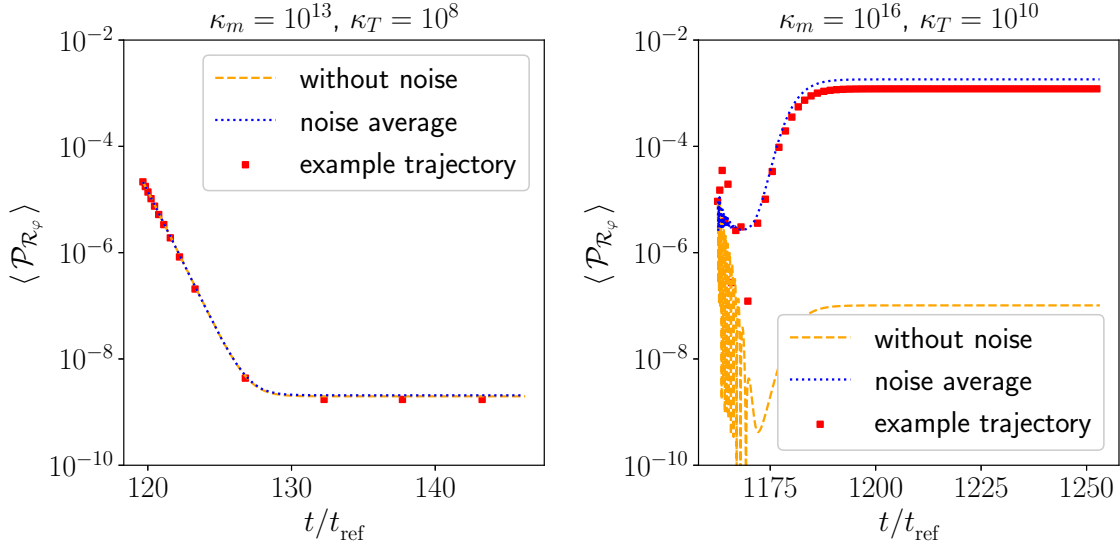 κ_m = 10^13, κ_T = 10^8
10^-2
10^-4
10^-6
10^-8
10^-10
⟨P_{R_φ}⟩
without noise
noise average
example trajectory
120 130 140
t/t_ref
κ_m = 10^16, κ_T = 10^10
10^-2
10^-4
10^-6
10^-8
10^-10
⟨P_{R_φ}⟩
without noise
noise average
example trajectory
1175 1200 1225 1250
t/t_ref